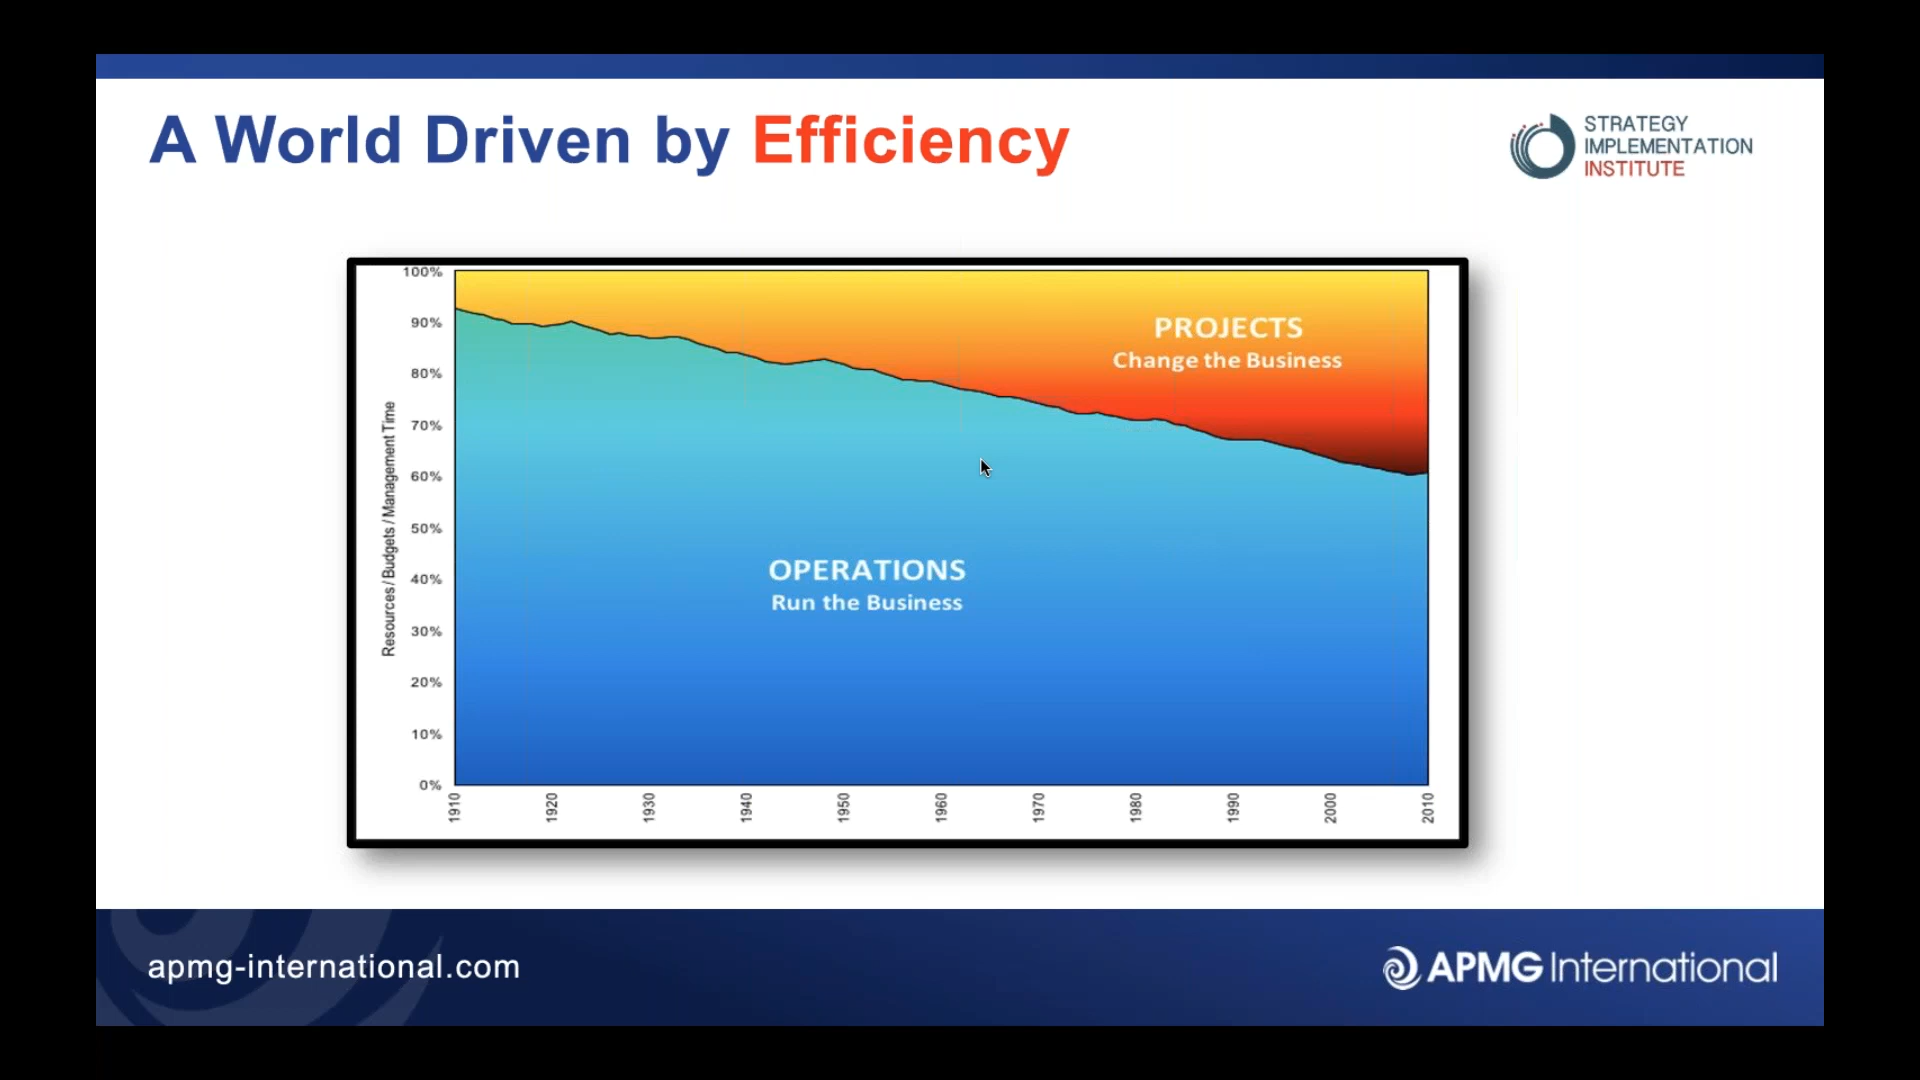 A World Driven by Efficiency
STRATEGY
IMPLEMENTATION
INSTITUTE
100%
90%
80%
70%
60%
50%
40%
30%
20%
10%
0%
Resources / Budgets / Management Time
PROJECTS
Change the Business
OPERATIONS
Run the Business
1910
1920
1930
1940
1950
1960
1970
1980
1990
2000
2010
apmg-international.com
APMG International